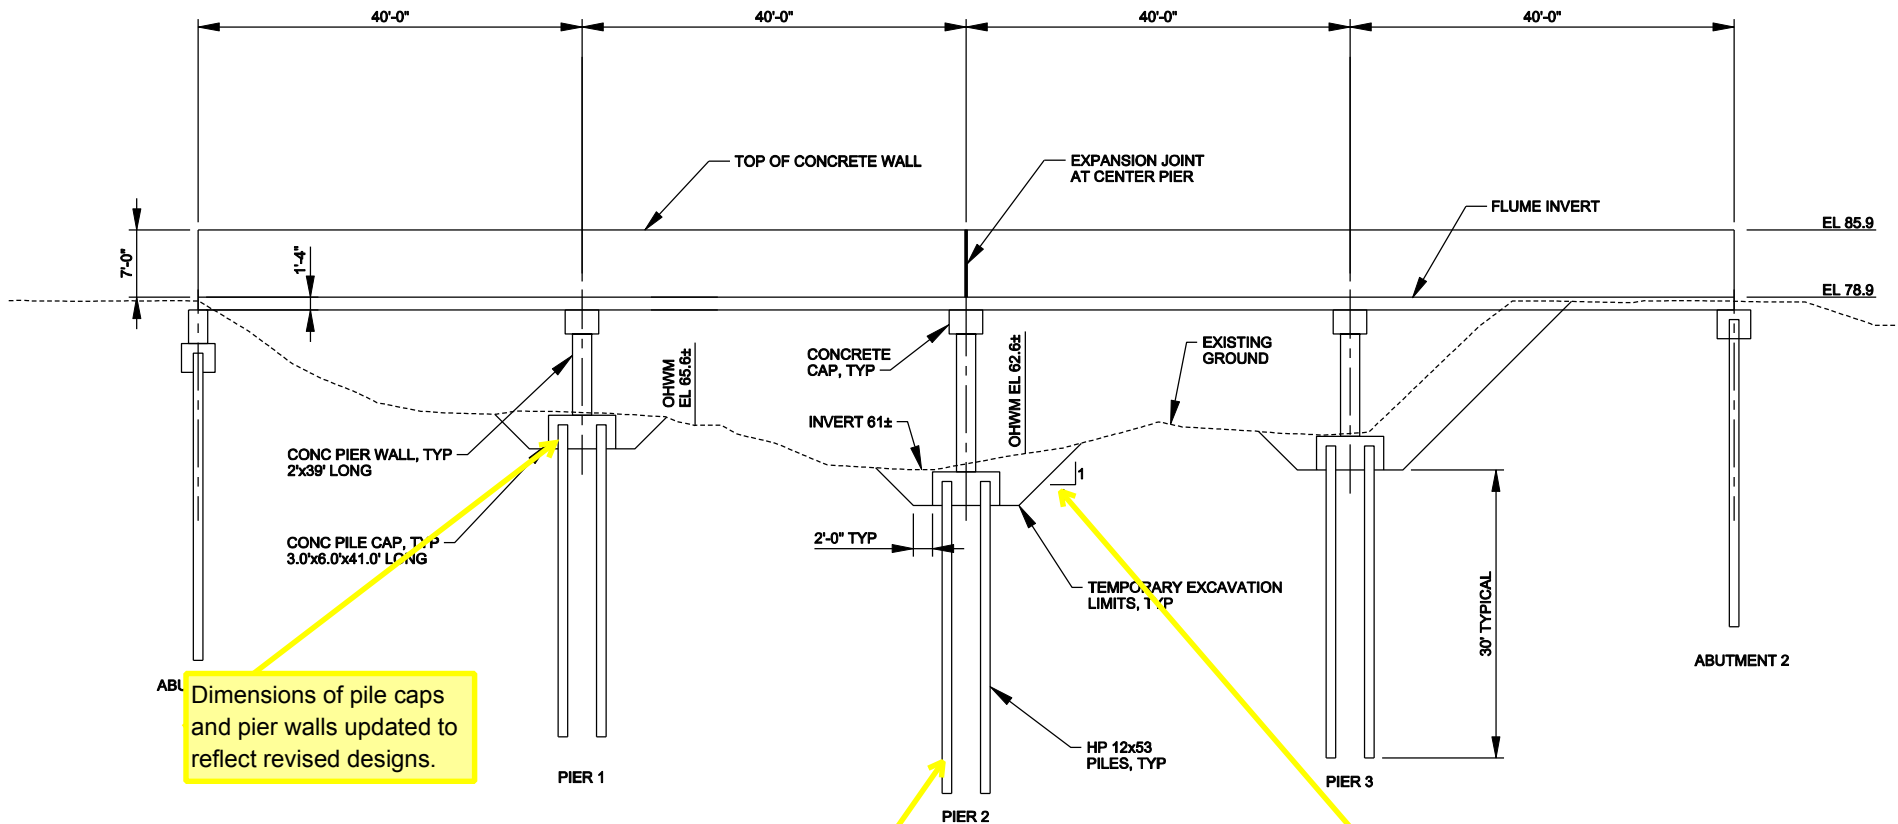 40'-0" 40'-0" 40'-0" 40'-0"
TOP OF CONCRETE WALL
EXPANSION JOINT
AT CENTER PIER
FLUME INVERT
EL 85.9
7'-0"
1'-4"
EL 78.9
CONCRETE
CAP, TYP
OHWM
EL 65.6±
OHWM EL 62.6±
EXISTING
GROUND
INVERT 61±
CONC PIER WALL, TYP
2'x39' LONG
1
CONC PILE CAP, TYP
3.0'x6.0'x41.0' LONG
2'-0" TYP
TEMPORARY EXCAVATION
LIMITS, TYP
30' TYPICAL
ABUTMENT 2
Dimensions of pile caps
and pier walls updated to
reflect revised designs.
HP 12x53
PILES, TYP
PIER 1
PIER 2
PIER 3